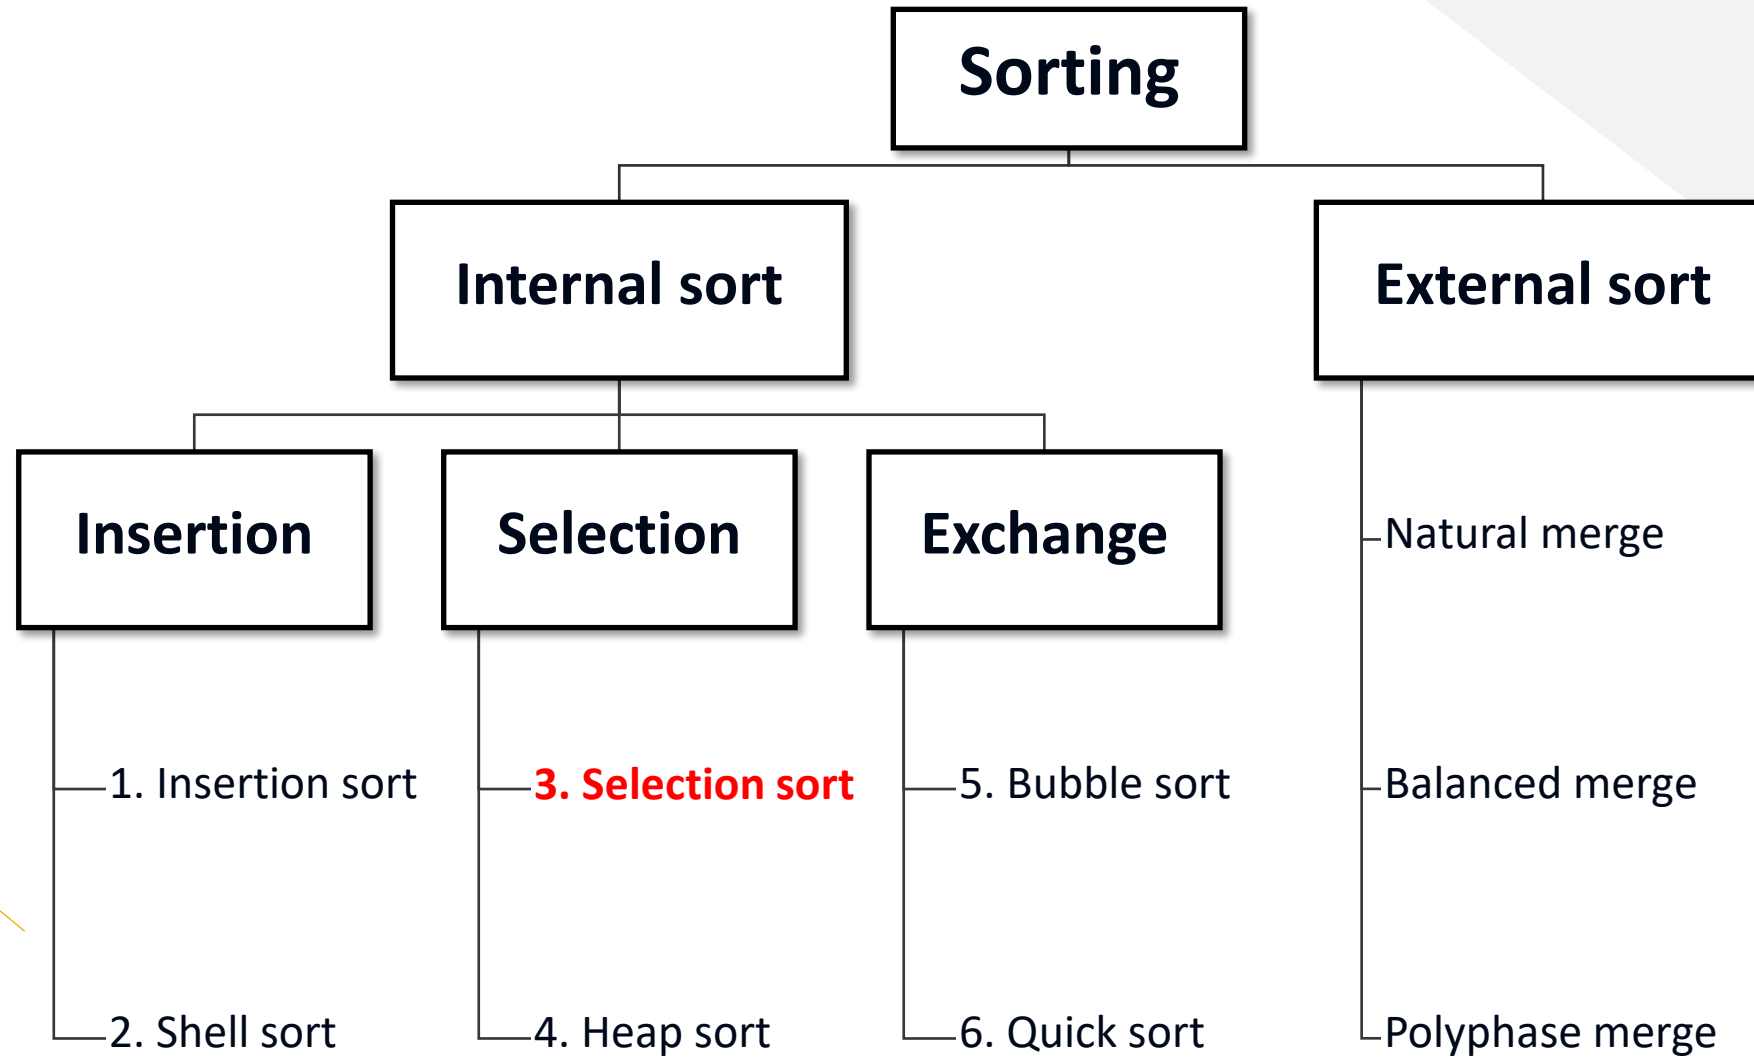 Sorting
Internal sort
External sort
Insertion
Selection
Exchange
Natural merge
1. Insertion sort
3. Selection sort
5. Bubble sort
Balanced merge
2. Shell sort
4. Heap sort
6. Quick sort
Polyphase merge